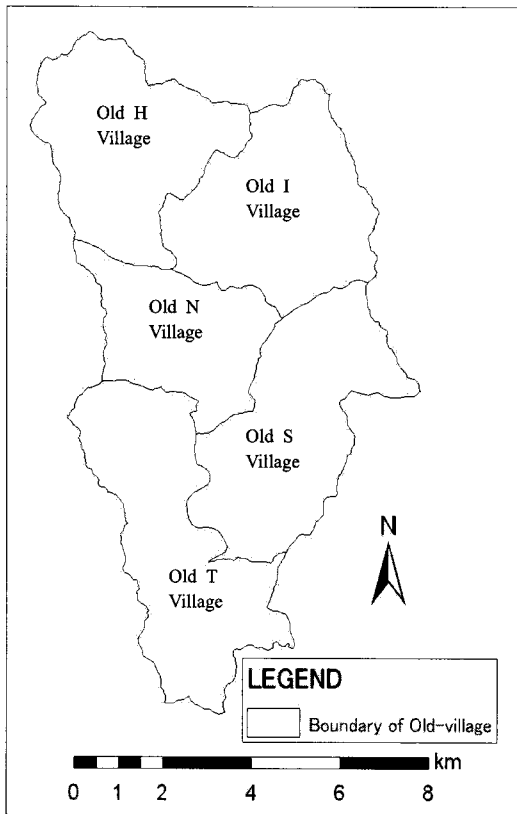 Old H
Village
Old I
Village
Old N
Village
Old S
Village
N
Old T
Village
LEGEND
Boundary of Old-village
km
0 1 2 4 6 8